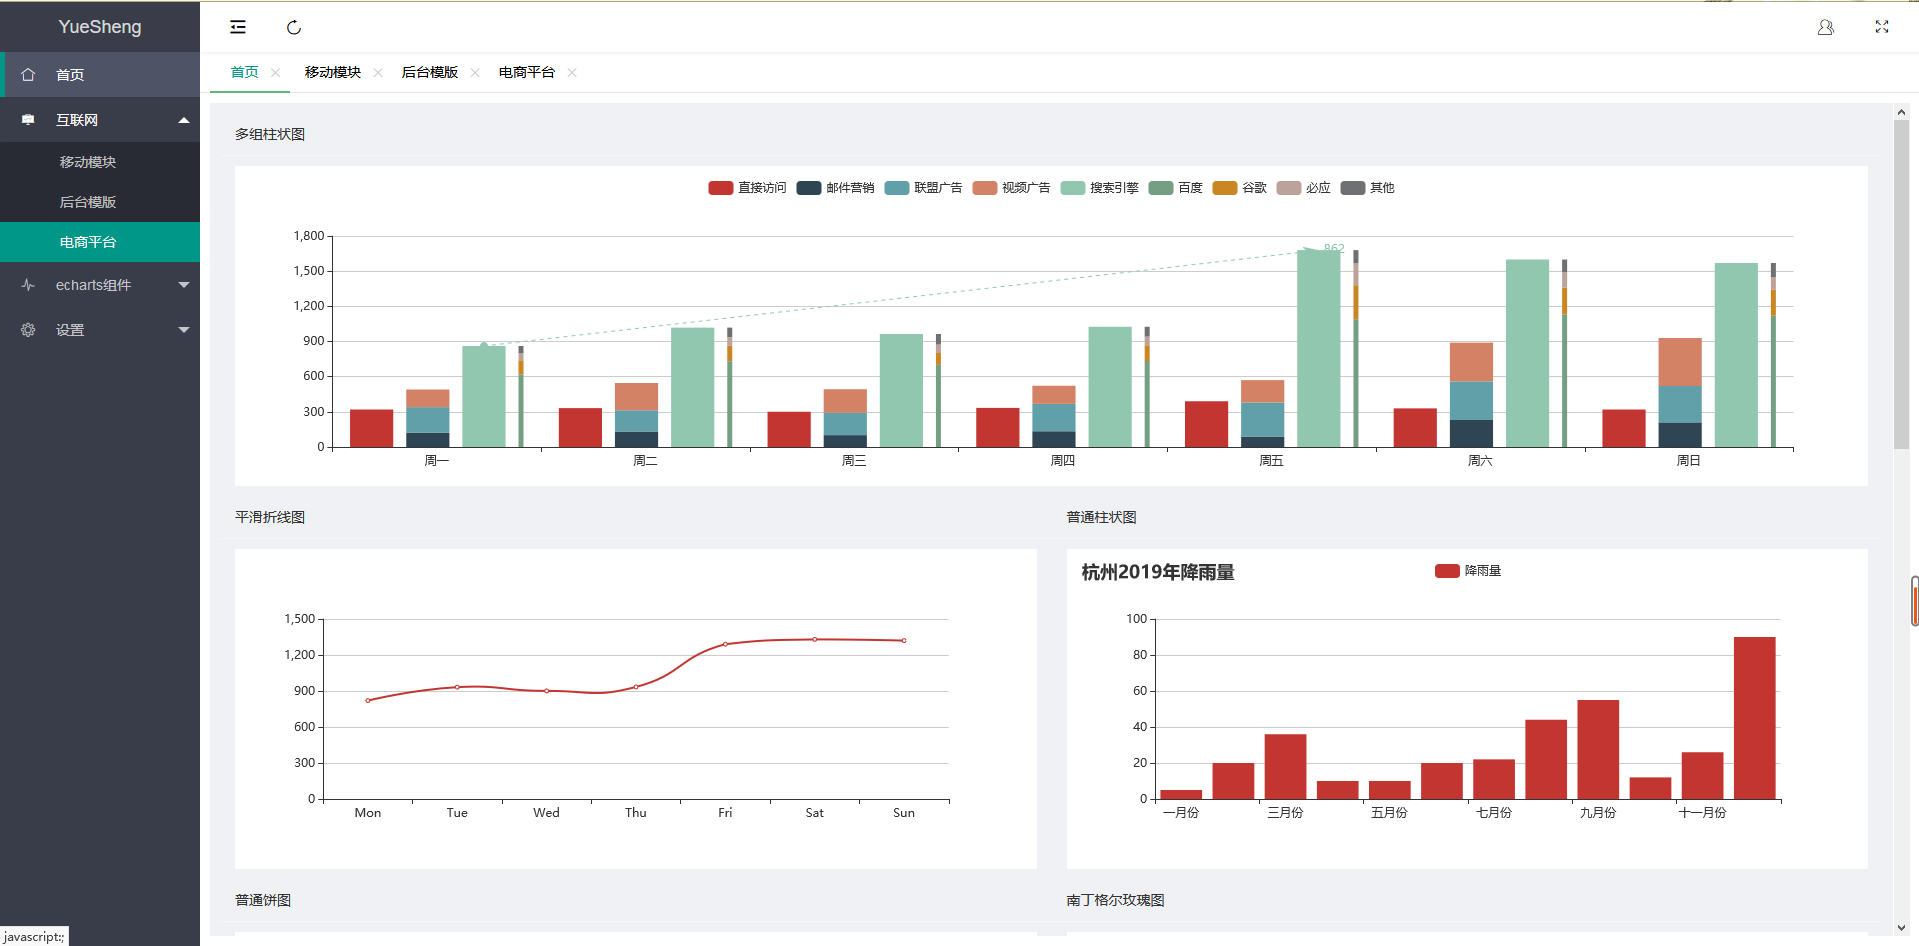 YueSheng
首页
互联网
移动模块
后台模版
电商平台
echarts组件
设置
首页 移动模块 后台模版 电商平台
多组柱状图
直接访问 邮件营销 联盟广告 视频广告 搜索引擎 百度 谷歌 必应 其他
1,800
1,500
1,200
900
600
300
0
862
周一 周二 周三 周四 周五 周六 周日
平滑折线图
1,500
1,200
900
600
300
0
Mon Tue Wed Thu Fri Sat Sun
普通柱状图
杭州2019年降雨量
降雨量
100
80
60
40
20
0
一月份 三月份 五月份 七月份 九月份 十一月份
普通饼图
南丁格尔玫瑰图
javascript:;